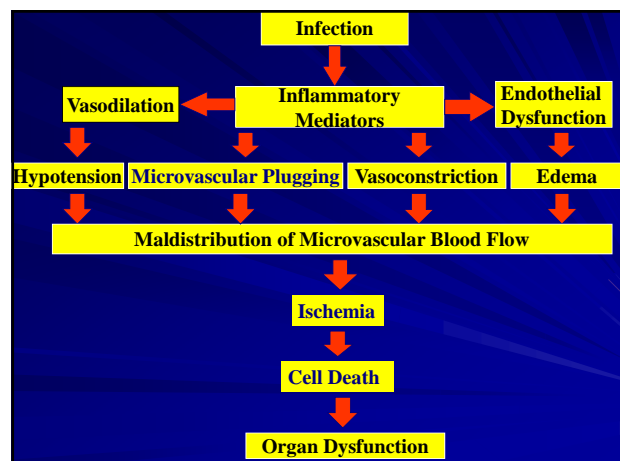 Infection
Vasodilation
Inflammatory
Mediators
Endothelial
Dysfunction
Hypotension
Microvascular Plugging
Vasoconstriction
Edema
Maldistribution of Microvascular Blood Flow
Ischemia
Cell Death
Organ Dysfunction